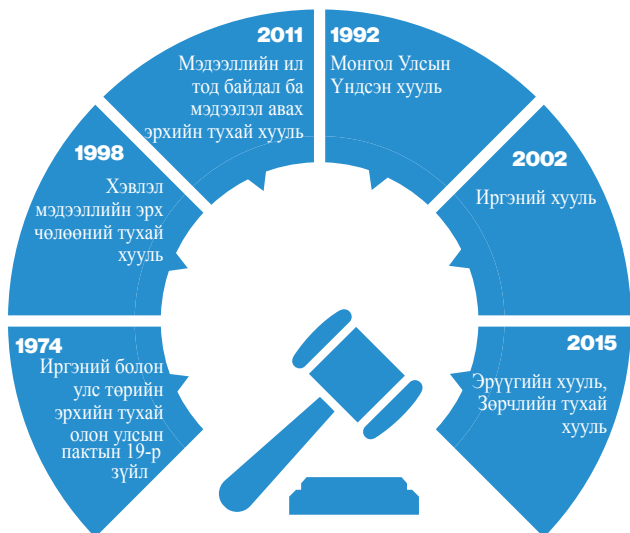 1974
Иргэний болон
улс төрийн
эрхийн тухай
олон улсын
пактын 19-р
зүйл
1998
Хэвлэл
мэдээллийн эрх
чөлөөний тухай
хууль
2011
Мэдээллийн ил
тод байдал ба
мэдээлэл авах
эрхийн тухай хууль
1992
Монгол Улсын
Үндсэн хууль
2002
Иргэний хууль
2015
Эрүүгийн хууль,
Зөрчлийн тухай
хууль